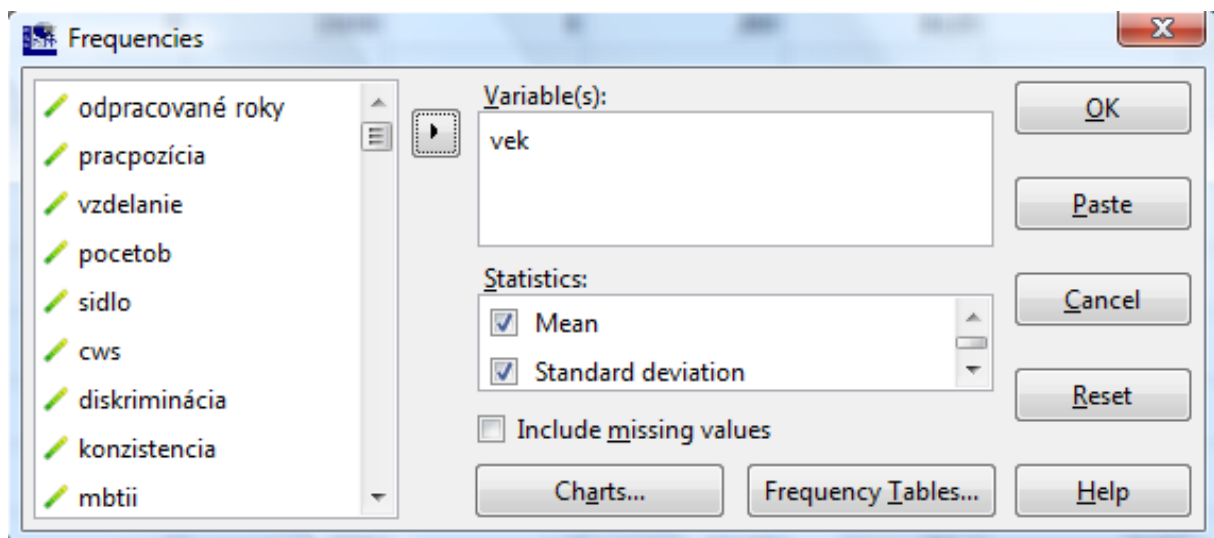 Frequencies
odpracované roky
pracpozícia
vzdelanie
pocetob
sidlo
cws
diskriminácia
konzistencia
mbtii
Variable(s):
vek
Statistics:
Mean
Standard deviation
Include missing values
Charts...
Frequency Tables...
OK
Paste
Cancel
Reset
Help